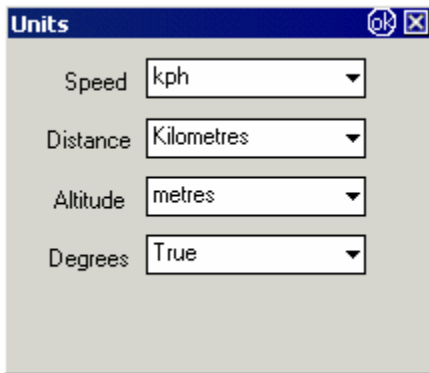 Units ok
Speed kph
Distance Kilometres
Altitude metres
Degrees True